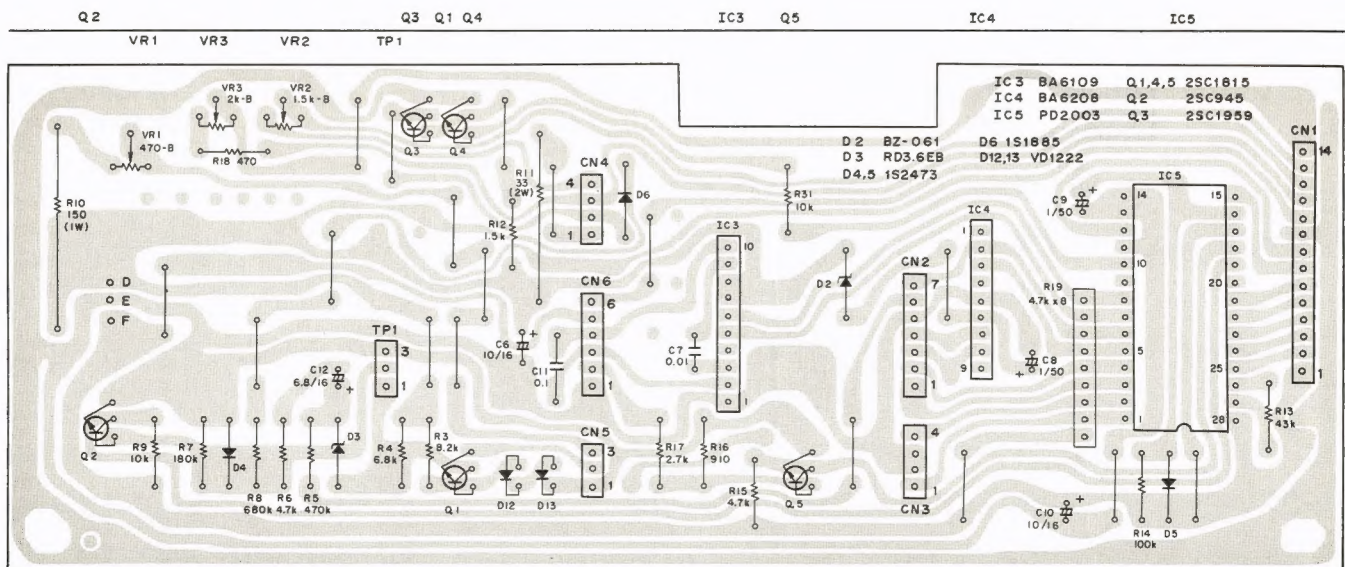 Q2 Q3 Q1 Q4 IC3 Q5 IC4 IC5
VR1 VR3 VR2 TP1
IC3 BA6109 Q1,4,5 2SC1815
IC4 BA6208 Q2 2SC945
IC5 PD2003 Q3 2SC1959
D2 BZ-061 D6 1S1885
D3 RD3.6EB D12,13 VD1222
D4,5 1S2473
VR3
2k-B
VR2
1.5k-B
VR1
470-B
R18 470
Q3
Q4
R10
150
(1W)
R11
33
(2W)
R12
1.5k
CN4
4
1
D6
R31
10k
C9
1/50
+
CN1
14
1
IC5
14
15
10
20
5
25
1
28
IC4
1
9
IC3
10
1
D
E
F
CN6
6
1
D2
CN2
7
1
R19
4.7k x 8
TP1
3
1
C6
10/16
+
C11
0.1
C7
0.01
C8
1/50
+
C12
6.8/16
+
R13
43k
Q2
R9
10k
R7
180k
D4
R8
680k
R6
4.7k
R5
470k
D3
R4
6.8k
R3
8.2k
Q1
D12
D13
CN5
3
1
R17
2.7k
R16
910
R15
4.7k
Q5
CN3
4
1
C10
10/16
+
R14
100k
D5